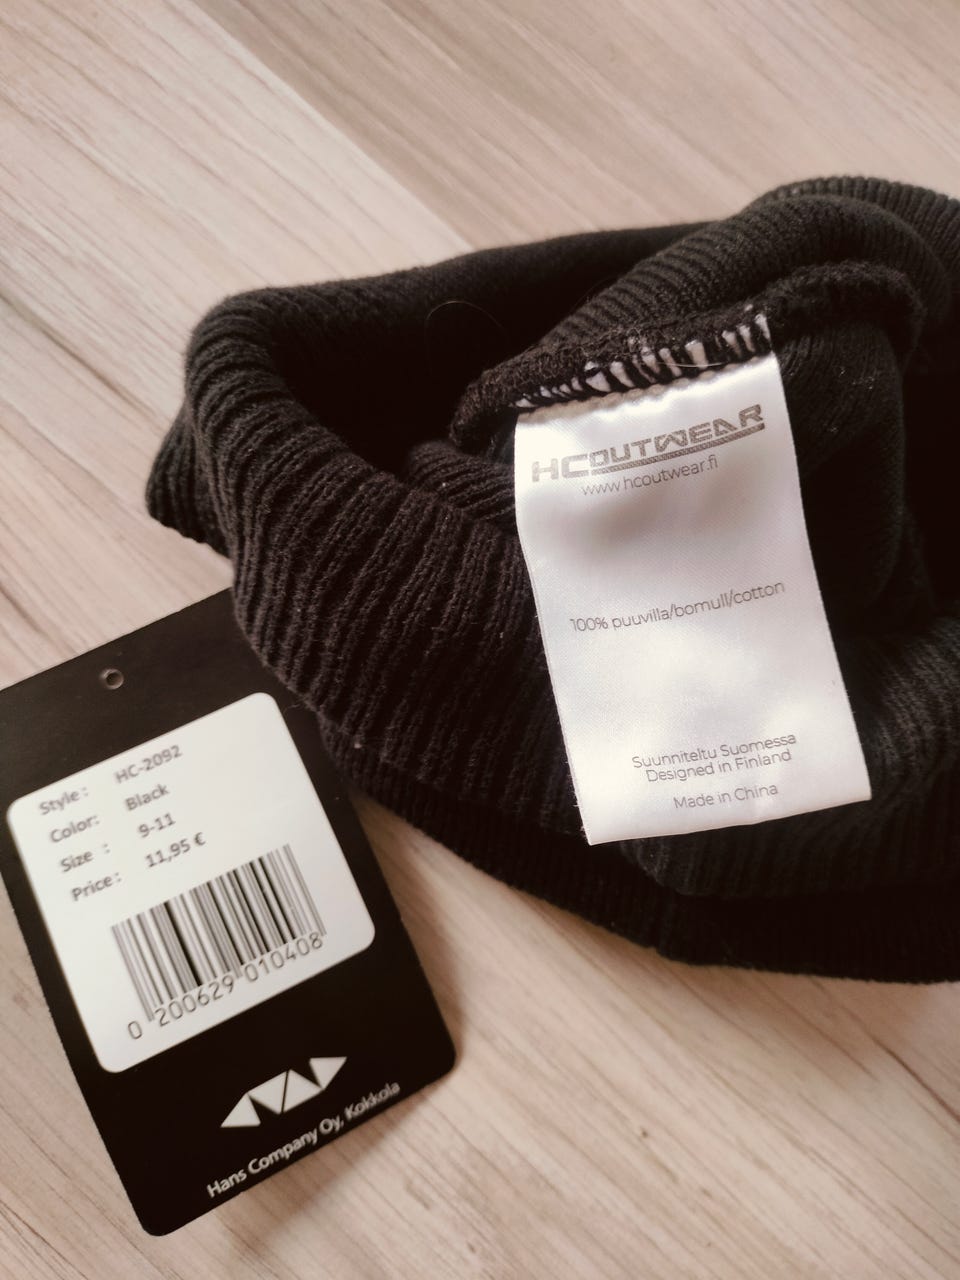 HCOUTWEAR
www.hcoutwear.fi
100% puuvilla/bomull/cotton
Suunniteltu Suomessa
Designed in Finland
Made in China
Style : HC-2092
Color: Black
Size : 9-11
Price : 11,95 €
0 200629 010408
Hans Company Oy, Kokkola